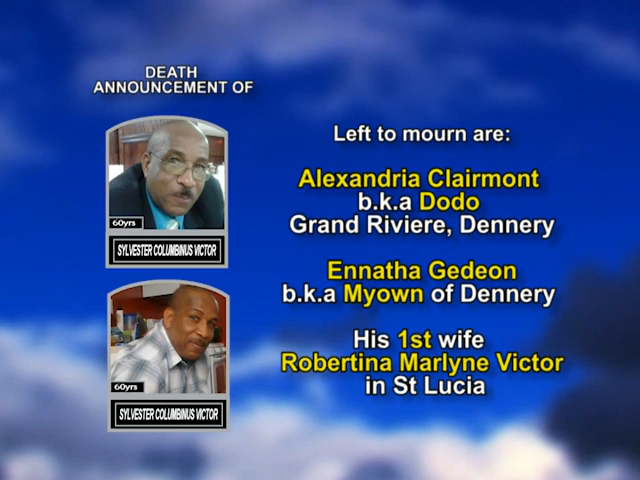 DEATH
ANNOUNCEMENT OF
60yrs
SYLVESTER COLUMBINUS VICTOR
60yrs
SYLVESTER COLUMBINUS VICTOR
Left to mourn are:
Alexandria Clairmont
b.k.a Dodo
Grand Riviere, Dennery
Ennatha Gedeon
b.k.a Myown of Dennery
His 1st wife
Robertina Marlyne Victor
in St Lucia